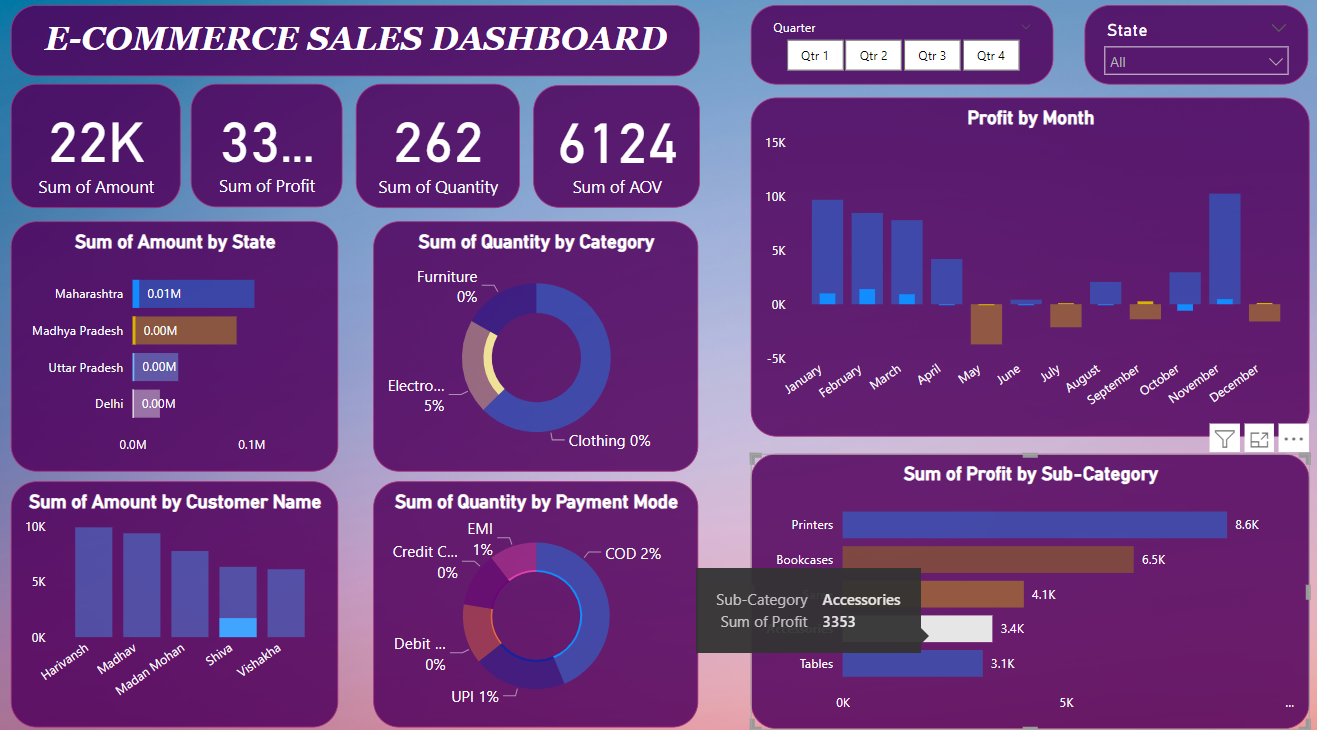 E-COMMERCE SALES DASHBOARD
Quarter
Qtr 1 Qtr 2 Qtr 3 Qtr 4
State
All
22K
Sum of Amount
33...
Sum of Profit
262
Sum of Quantity
6124
Sum of AOV
Profit by Month
15K
10K
5K
0K
-5K
January February March April May June July August September October November December
Sum of Amount by State
Maharashtra 0.01M
Madhya Pradesh 0.00M
Uttar Pradesh 0.00M
Delhi 0.00M
0.0M 0.1M
Sum of Quantity by Category
Furniture
0%
Electro...
5%
Clothing 0%
Sum of Amount by Customer Name
10K
5K
0K
Harivansh Madhav Madan Mohan Shiva Vishakha
Sum of Quantity by Payment Mode
EMI
1%
Credit C...
0%
COD 2%
Debit ...
0%
UPI 1%
Sum of Profit by Sub-Category
Printers 8.6K
Bookcases 6.5K
4.1K
3.4K
Tables 3.1K
0K 5K ...
Sub-Category Accessories
Sum of Profit 3353